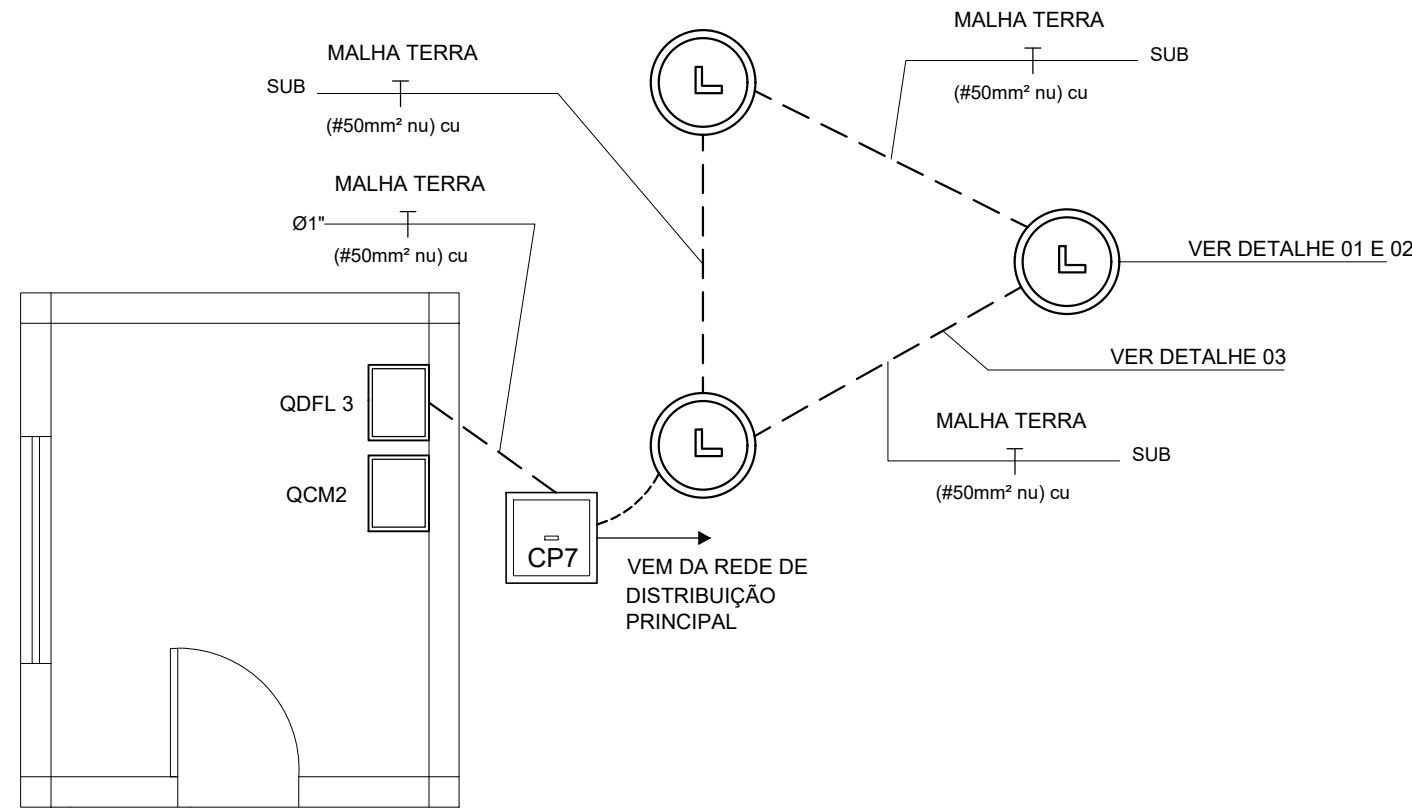 MALHA TERRA
SUB
(#50mm² nu) cu
MALHA TERRA
SUB
(#50mm² nu) cu
MALHA TERRA
Ø1"
(#50mm² nu) cu
VER DETALHE 01 E 02
VER DETALHE 03
MALHA TERRA
SUB
(#50mm² nu) cu
QDFL 3
QCM2
CP7
VEM DA REDE DE
DISTRIBUIÇÃO
PRINCIPAL